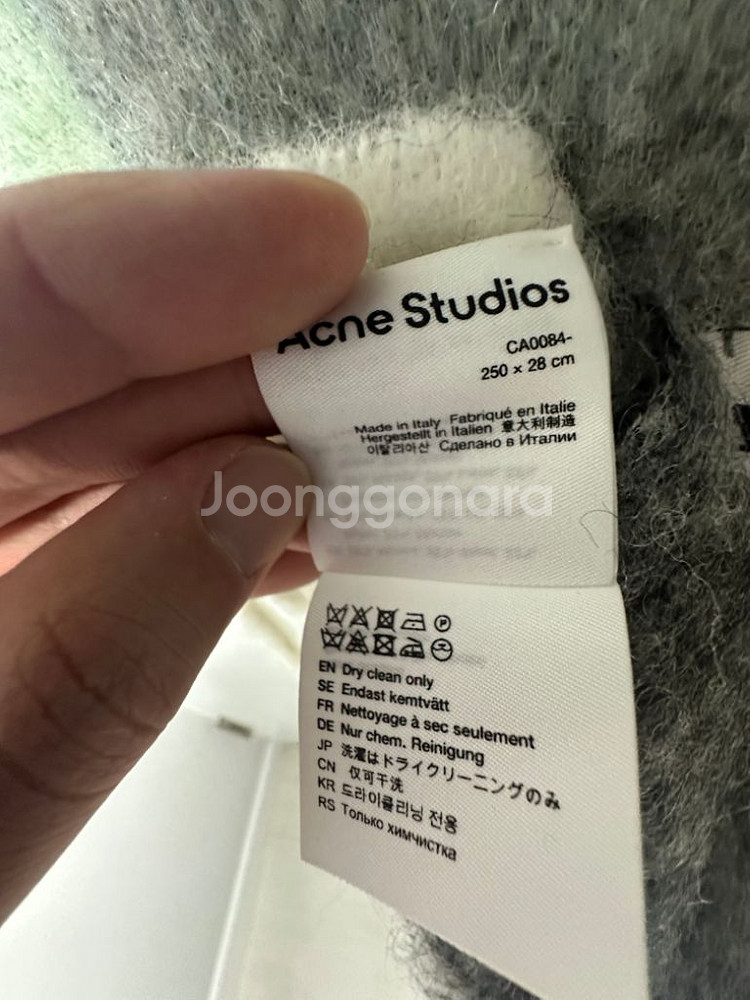 Acne Studios
CA0084-
250 × 28 cm
Made in Italy Fabriqué en Italie
Hergestellt in Italien 意大利制造
이탈리아산 Сделано в Италии
Joonggonara
EN Dry clean only
SE Endast kemtvätt
FR Nettoyage à sec seulement
DE Nur chem. Reinigung
JP 洗濯はドライクリーニングのみ
CN 仅可干洗
KR 드라이클리닝 전용
RS Только химчистка